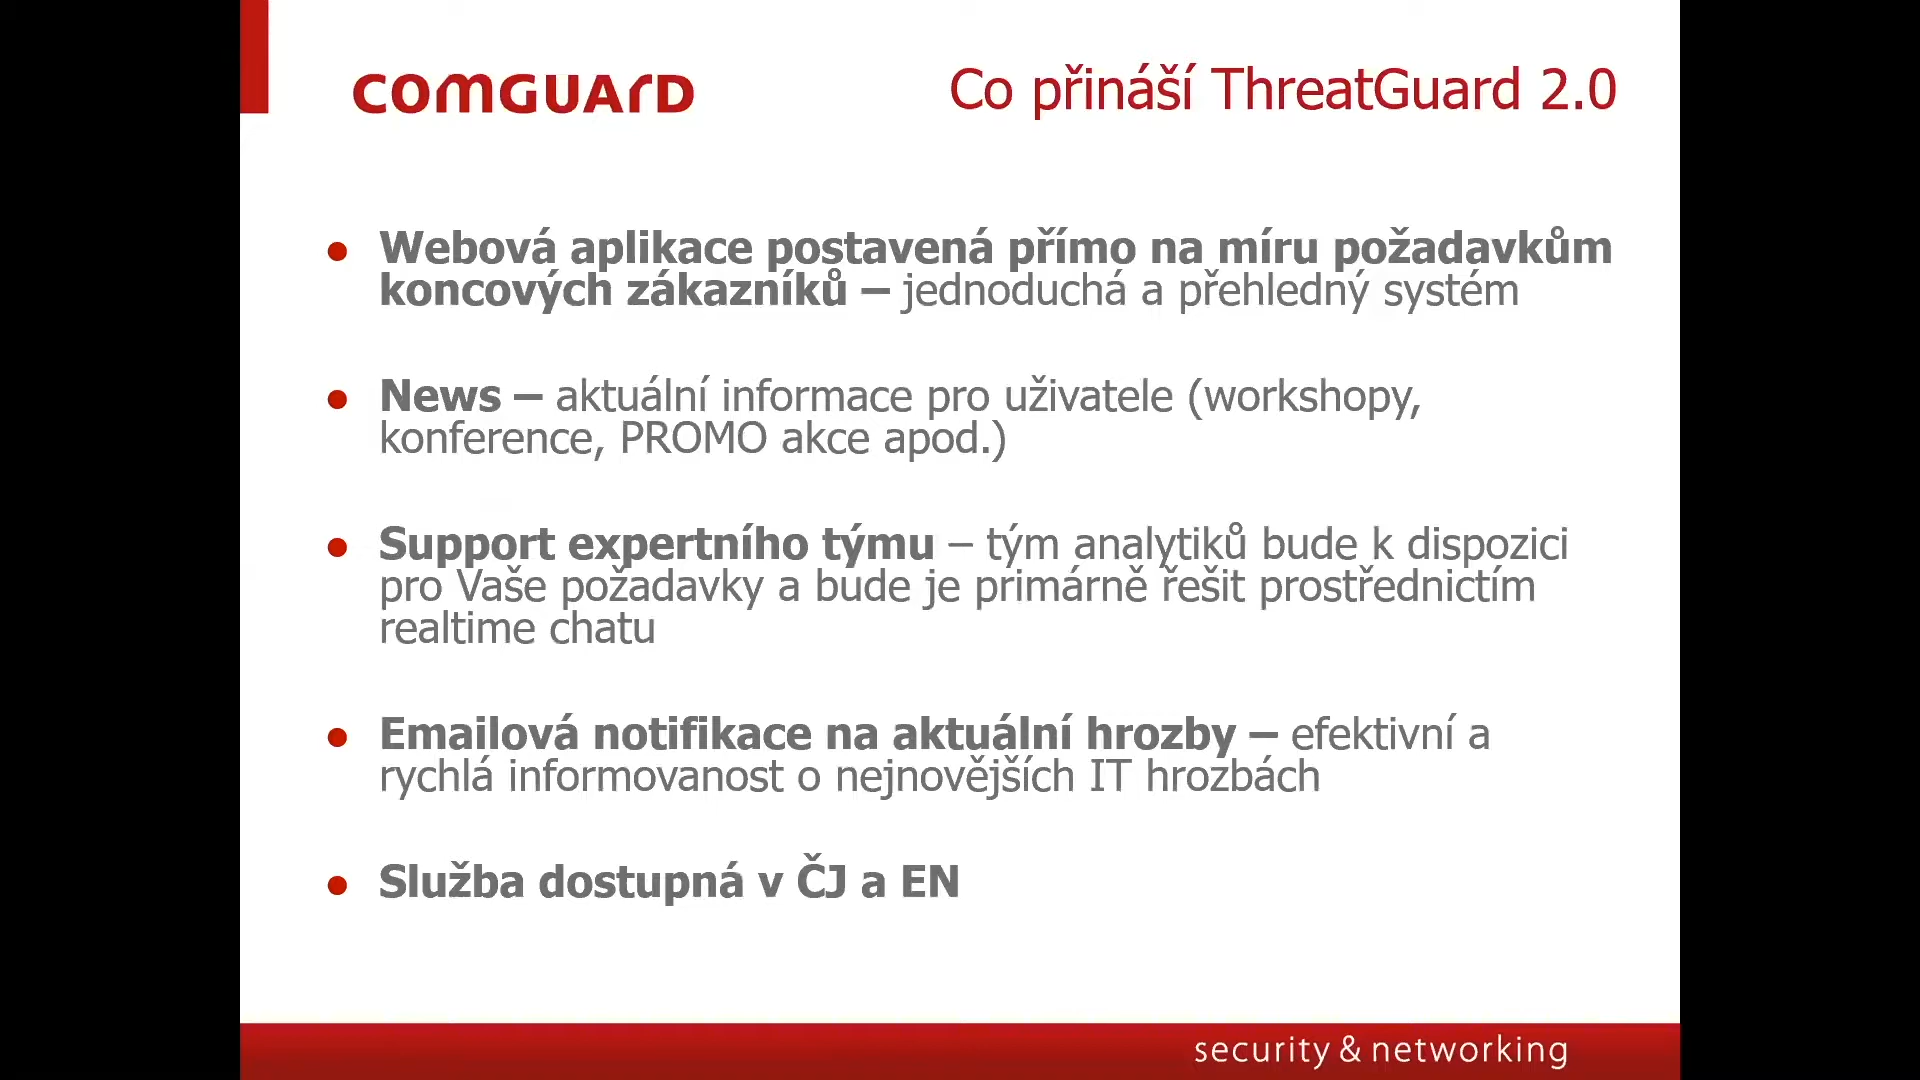 COMGUARD
Co přináší ThreatGuard 2.0
● Webová aplikace postavená přímo na míru požadavkům
koncových zákazníků – jednoduchá a přehledný systém
● News – aktuální informace pro uživatele (workshopy,
konference, PROMO akce apod.)
● Support expertního týmu – tým analytiků bude k dispozici
pro Vaše požadavky a bude je primárně řešit prostřednictím
realtime chatu
● Emailová notifikace na aktuální hrozby – efektivní a
rychlá informovanost o nejnovějších IT hrozbách
● Služba dostupná v ČJ a EN
security & networking